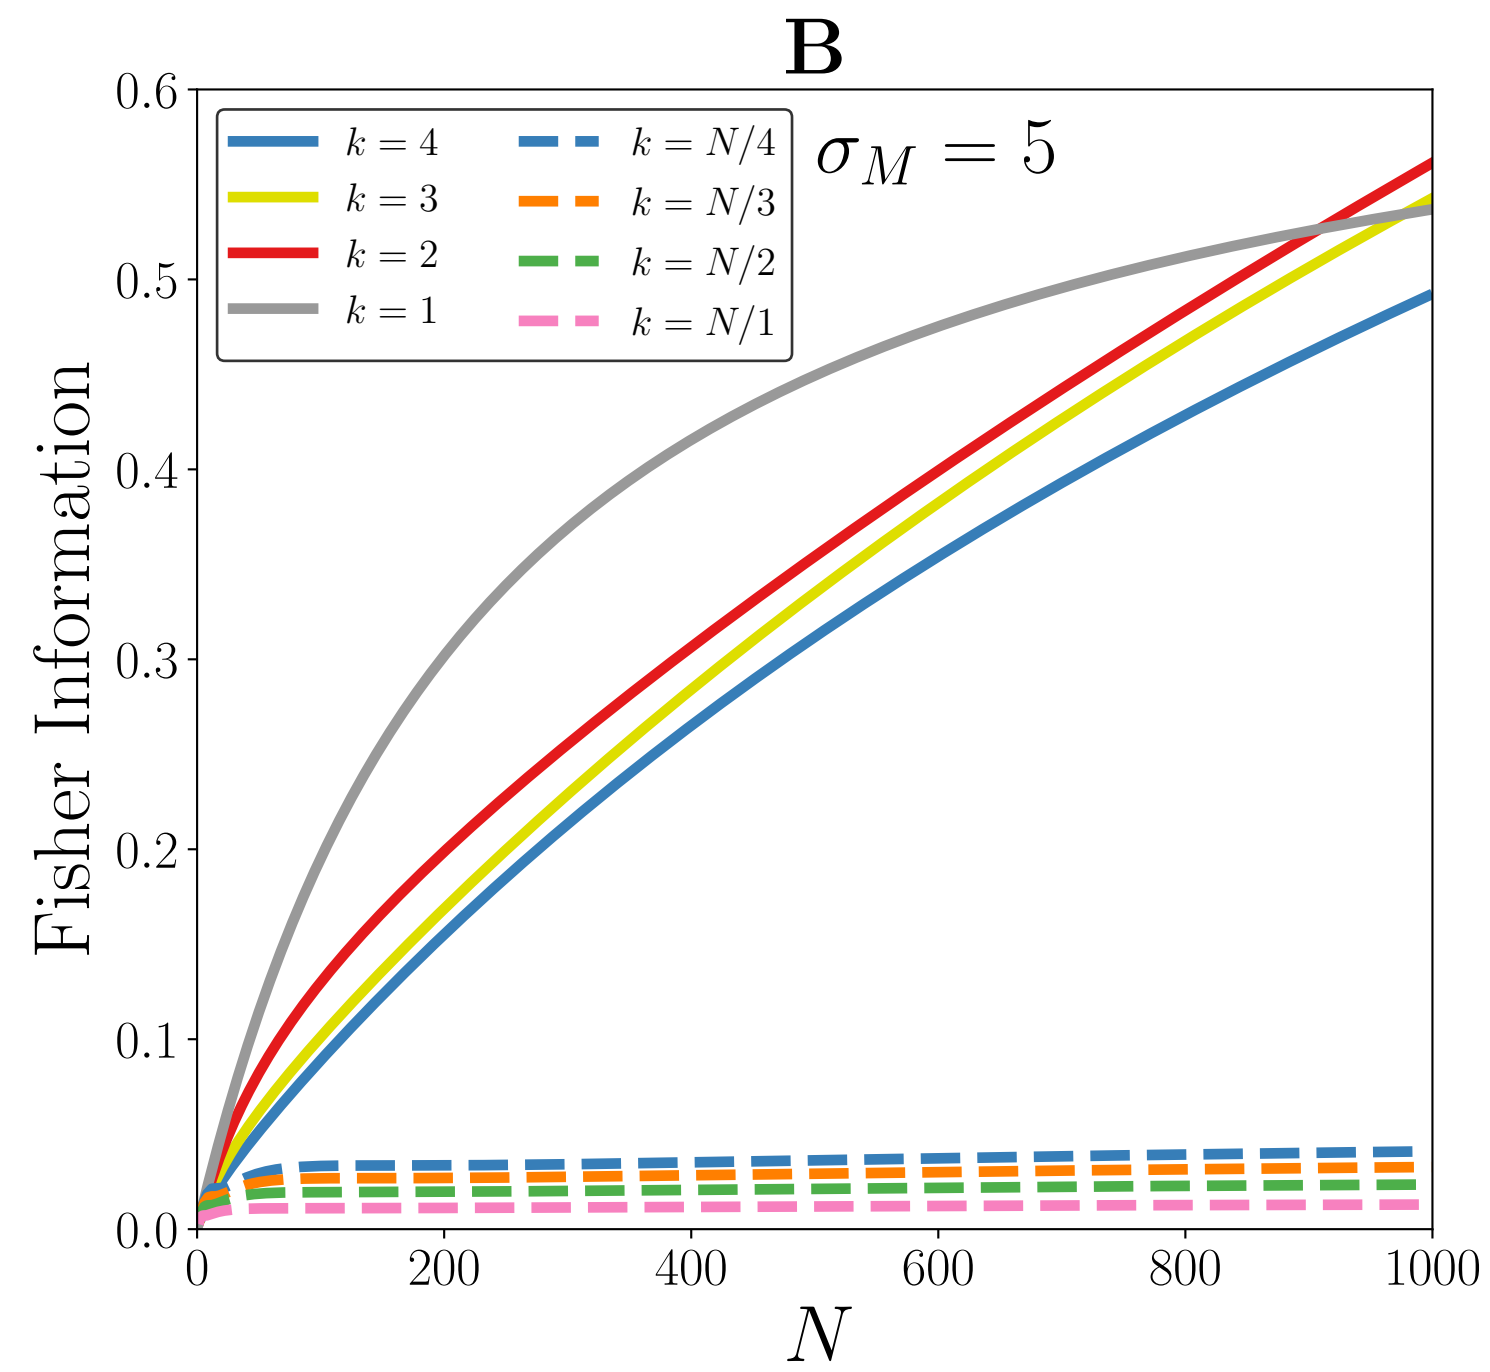 B
σ_M = 5
k = 4
k = 3
k = 2
k = 1
k = N/4
k = N/3
k = N/2
k = N/1
Fisher Information
0.6
0.5
0.4
0.3
0.2
0.1
0.0
0 200 400 600 800 1000
N